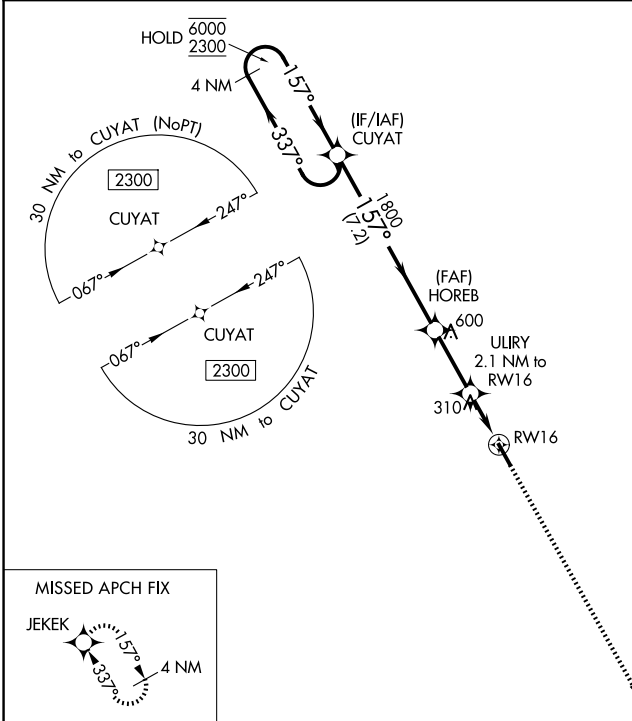 HOLD 6000
2300
4 NM
157°
337°
(IF/IAF)
CUYAT
30 NM to CUYAT (NoPT)
2300
CUYAT
067°
247°
1800
157°
(7.2)
(FAF)
HOREB
600
067°
247°
CUYAT
2300
30 NM to CUYAT
ULIRY
2.1 NM to
RW16
310
RW16
MISSED APCH FIX
JEKEK
157°
337°
4 NM